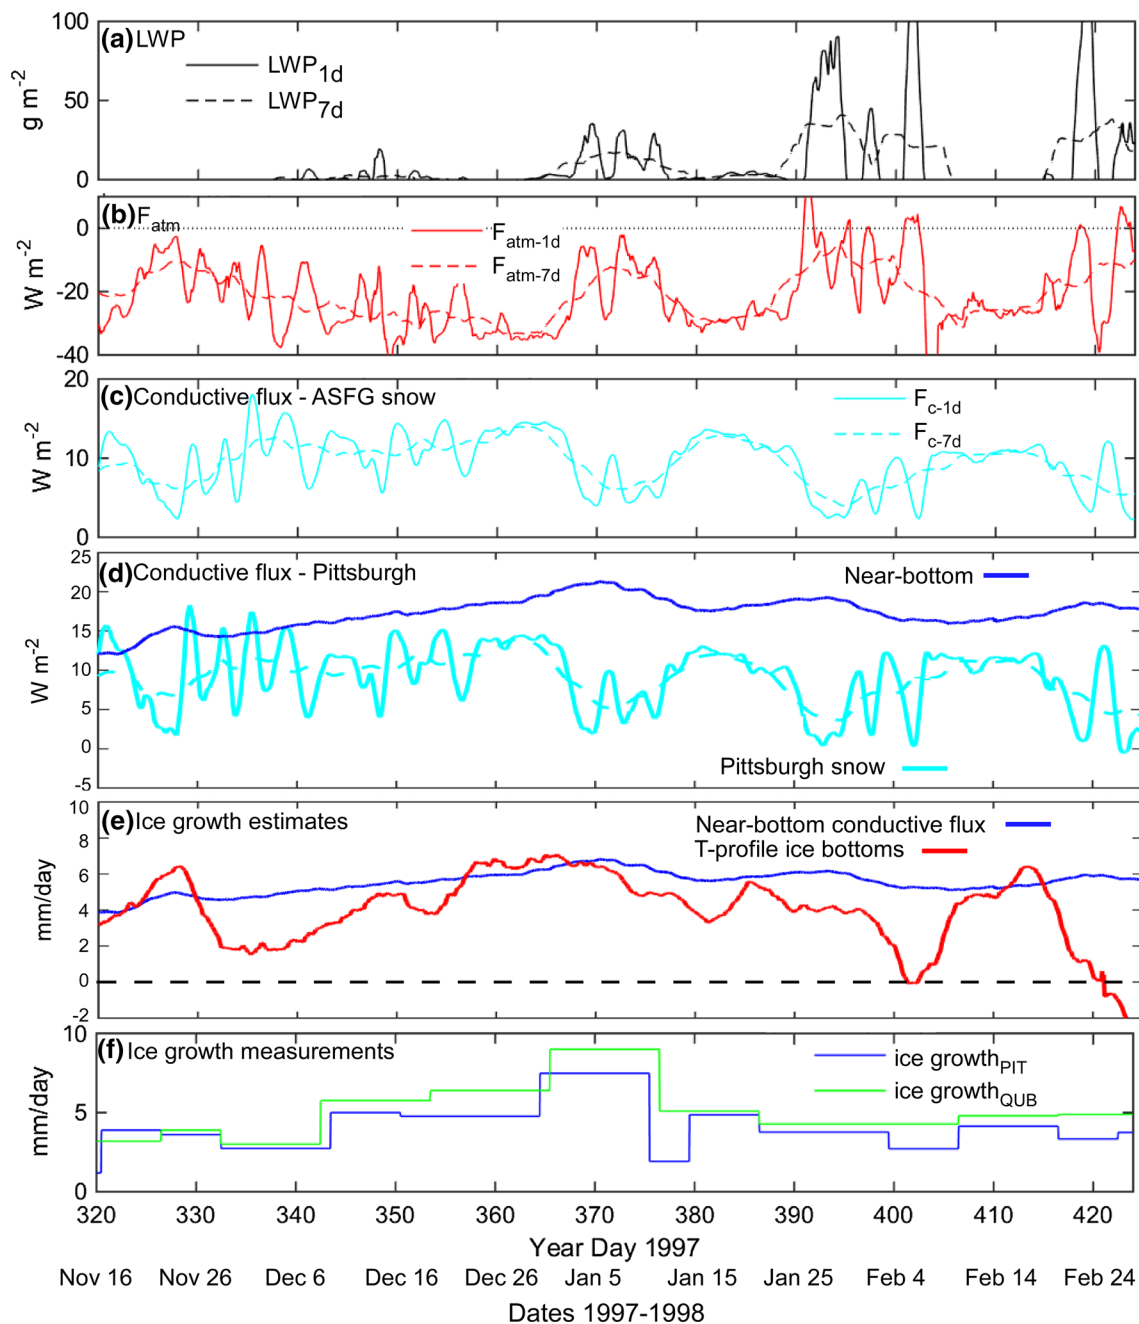 (a) LWP
LWP1d
LWP7d
g m-2
100
50
0
(b) Fatm
Fatm-1d
Fatm-7d
W m-2
0
-20
-40
(c) Conductive flux - ASFG snow
Fc-1d
Fc-7d
W m-2
20
10
0
(d) Conductive flux - Pittsburgh
Near-bottom
Pittsburgh snow
W m-2
25
20
15
10
5
0
-5
(e) Ice growth estimates
Near-bottom conductive flux
T-profile ice bottoms
mm/day
10
8
6
4
2
0
-2
(f) Ice growth measurements
ice growthPIT
ice growthQUB
mm/day
10
5
0
320 330 340 350 360 370 380 390 400 410 420
Year Day 1997
Nov 16 Nov 26 Dec 6 Dec 16 Dec 26 Jan 5 Jan 15 Jan 25 Feb 4 Feb 14 Feb 24
Dates 1997-1998